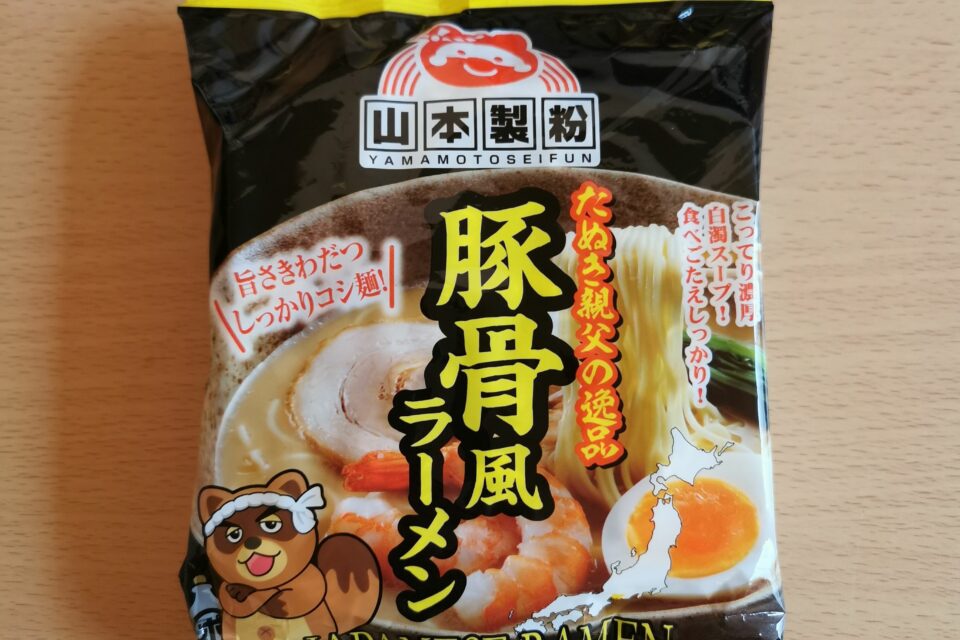 山本製粉
YAMAMOTOSEIFUN
こってり濃厚
白濁スープ!
食べごたえしっかり!
たぬき親父の逸品
豚骨風
ラーメン
旨さきわだつ
しっかりコシ麺!
JAPANESE RAMEN